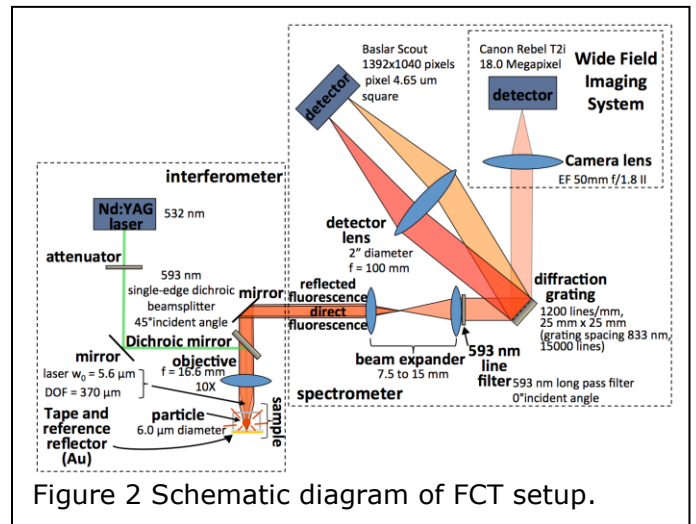 Baslar Scout
1392x1040 pixels
pixel 4.65 um
square
detector
Canon Rebel T2i
18.0 Megapixel
detector
Wide Field
Imaging
System
Camera lens
EF 50mm f/1.8 II
interferometer
Nd:YAG
laser
532 nm
attenuator
593 nm
single-edge dichroic
beamsplitter
45°incident angle
mirror
Dichroic mirror
mirror
objective
f = 16.6 mm
10X
laser w₀ = 5.6 µm
DOF = 370 µm
particle
6.0 µm diameter
sample
Tape and
reference
reflector
(Au)
detector
lens
2" diameter
f = 100 mm
reflected
fluorescence
direct
fluorescence
beam expander
7.5 to 15 mm
593 nm
line
filter
593 nm long pass filter
0°incident angle
diffraction
grating
1200 lines/mm,
25 mm x 25 mm
(grating spacing 833 nm,
15000 lines)
spectrometer
Figure 2 Schematic diagram of FCT setup.